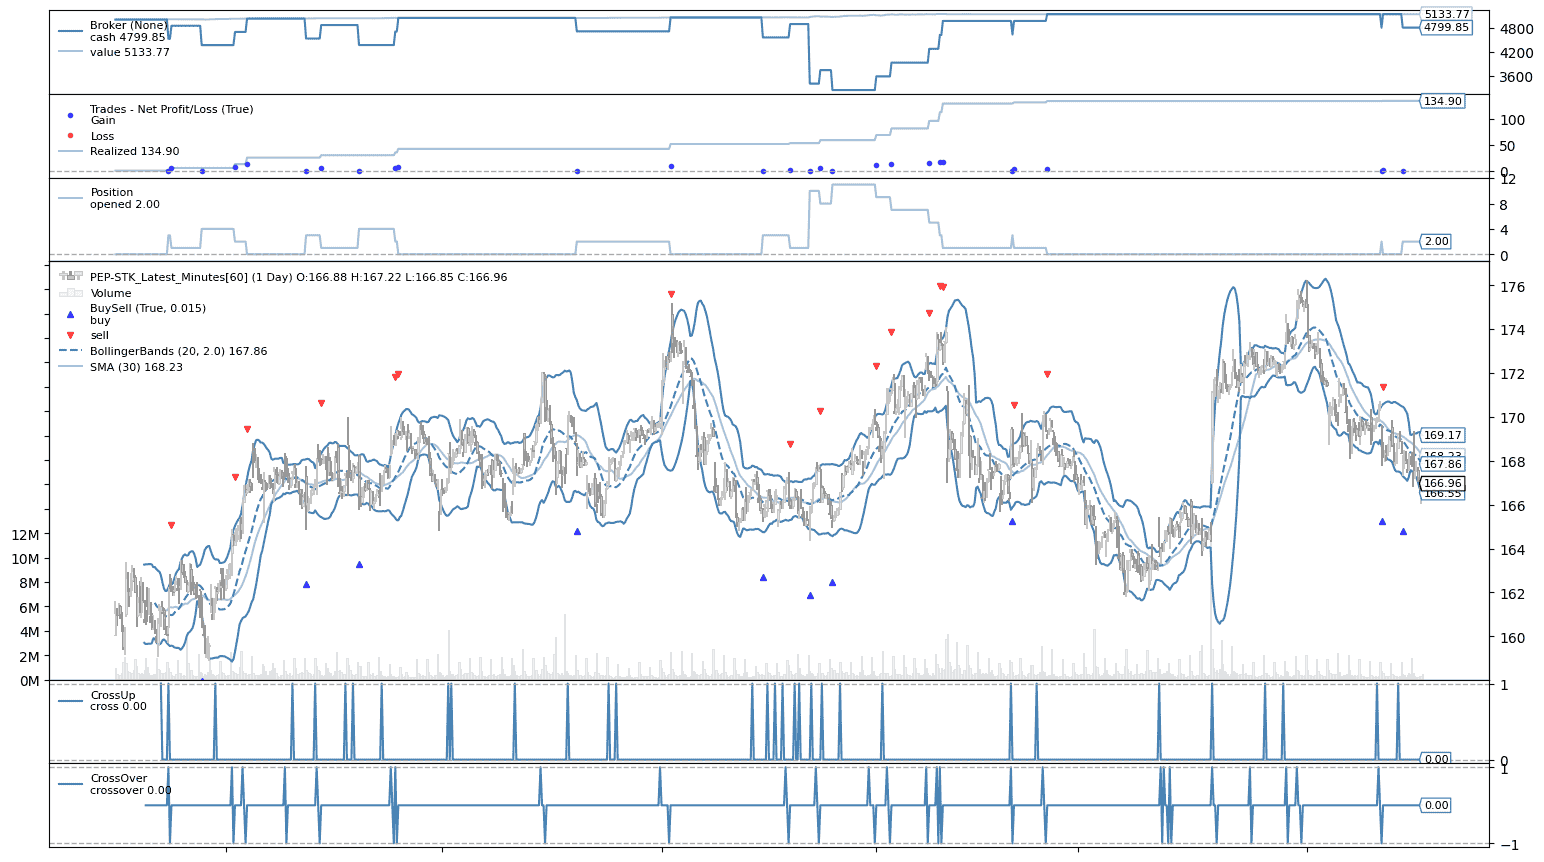 Broker (None)
cash 4799.85
value 5133.77
5133.77
4799.85
4800
4200
3600
Trades - Net Profit/Loss (True)
Gain
Loss
Realized 134.90
134.90
100
50
0
Position
opened 2.00
12
8
4
0
2.00
PEP-STK_Latest_Minutes[60] (1 Day) O:166.88 H:167.22 L:166.85 C:166.96
Volume
BuySell (True, 0.015)
buy
sell
BollingerBands (20, 2.0) 167.86
SMA (30) 168.23
176
174
172
170
168
166
164
162
160
169.17
168.23
167.86
166.96
166.55
12M
10M
8M
6M
4M
2M
0M
CrossUp
cross 0.00
1
0
0.00
CrossOver
crossover 0.00
1
0.00
−1